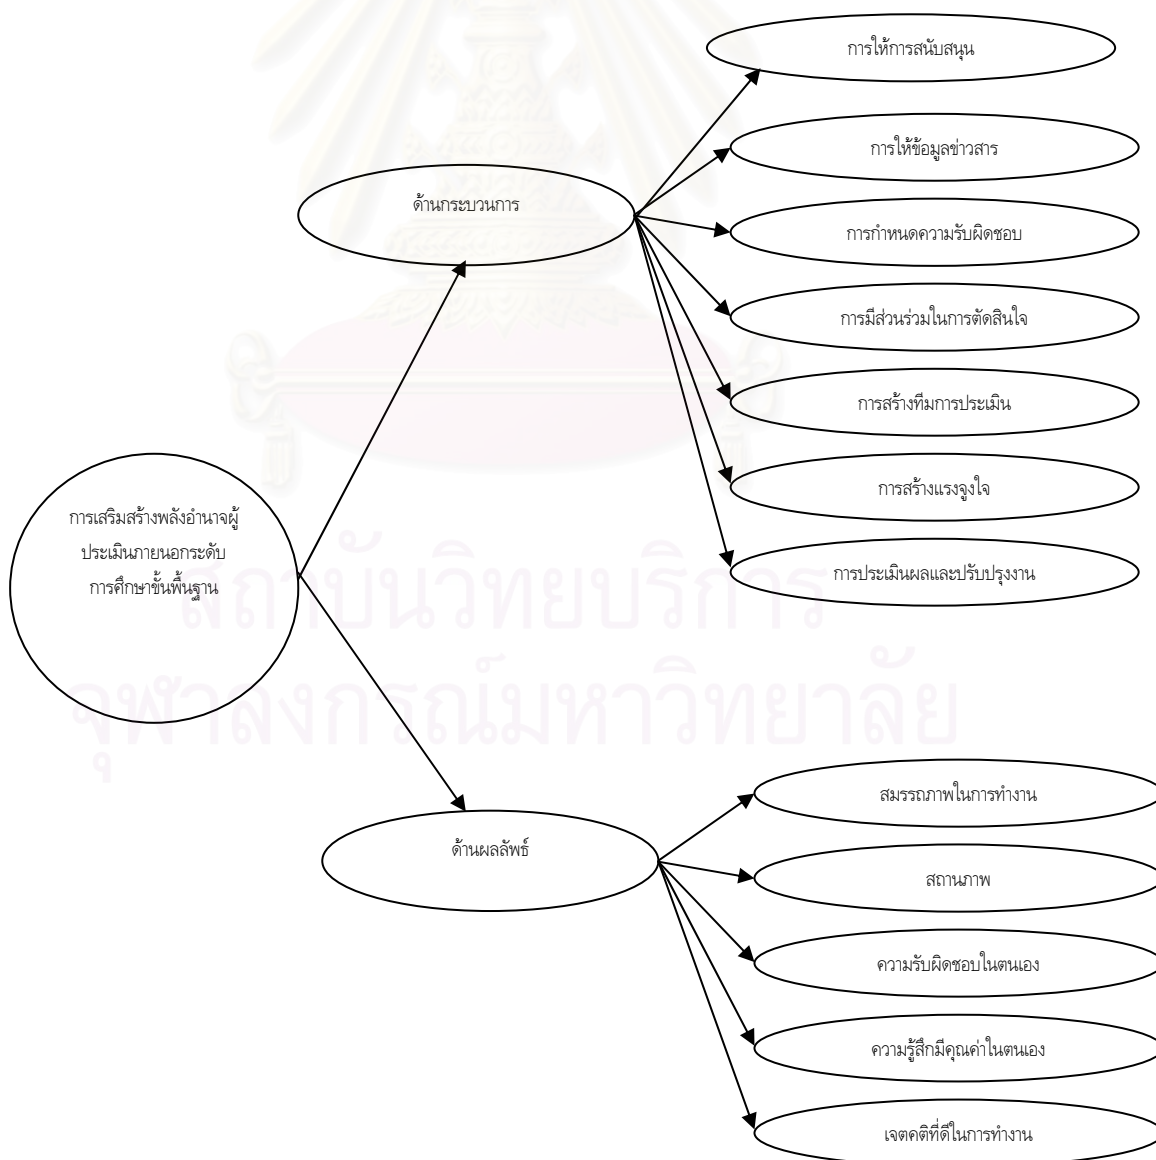 การให้การสนับสนุน
การให้ข้อมูลข่าวสาร
ด้านกระบวนการ
การกำหนดความรับผิดชอบ
การมีส่วนร่วมในการตัดสินใจ
การสร้างทีมการประเมิน
การสร้างแรงจูงใจ
การเสริมสร้างพลังอำนาจผู้
ประเมินภายนอกระดับ
การศึกษาขั้นพื้นฐาน
การประเมินผลและปรับปรุงงาน
สถาบันวิทยบริการ
จุฬาลงกรณ์มหาวิทยาลัย
ด้านผลลัพธ์
สมรรถภาพในการทำงาน
สถานภาพ
ความรับผิดชอบในตนเอง
ความรู้สึกมีคุณค่าในตนเอง
เจตคติที่ดีในการทำงาน